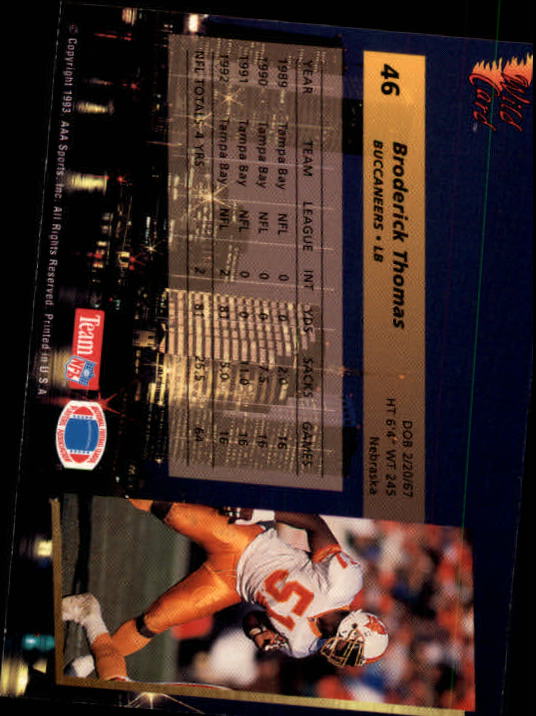 Wild
Card
46 Broderick Thomas
BUCCANEERS • LB
DOB 2/20/67
HT 6'4" WT 245
Nebraska
YEAR TEAM LEAGUE INT YDS SACKS GAMES
1989 Tampa Bay NFL 0 0 2.0 16
1990 Tampa Bay NFL 0 0 7.5 16
1991 Tampa Bay NFL 0 0 11.0 16
1992 Tampa Bay NFL 2 81 5.0 16
NFL TOTALS 4 YRS 2 81 25.5 64
Team
NFL
51
© Copyright 1993, AAA Sports, Inc. All Rights Reserved. Printed in U S A